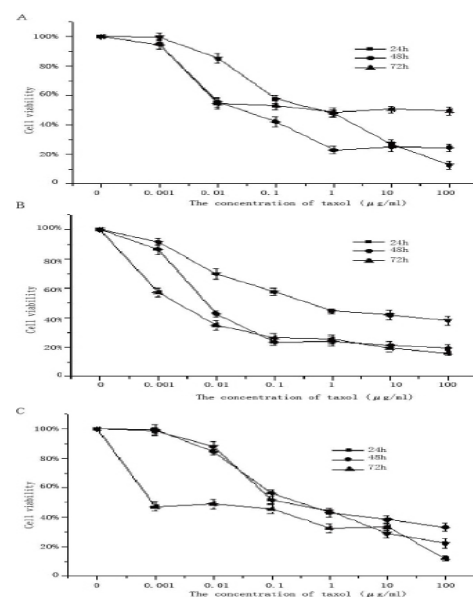 A
100%
80%
60%
40%
20%
0
Cell viability
24h
48h
72h
0 0.001 0.01 0.1 1 10 100
The concentration of taxol (μg/ml)
B
100%
80%
60%
40%
20%
0
Cell viability
24h
48h
72h
0 0.001 0.01 0.1 1 10 100
The concentration of taxol (μg/ml)
C
100%
80%
60%
40%
20%
0
Cell viability
24h
48h
72h
0 0.001 0.01 0.1 1 10 100
The concentration of taxol (μg/ml)